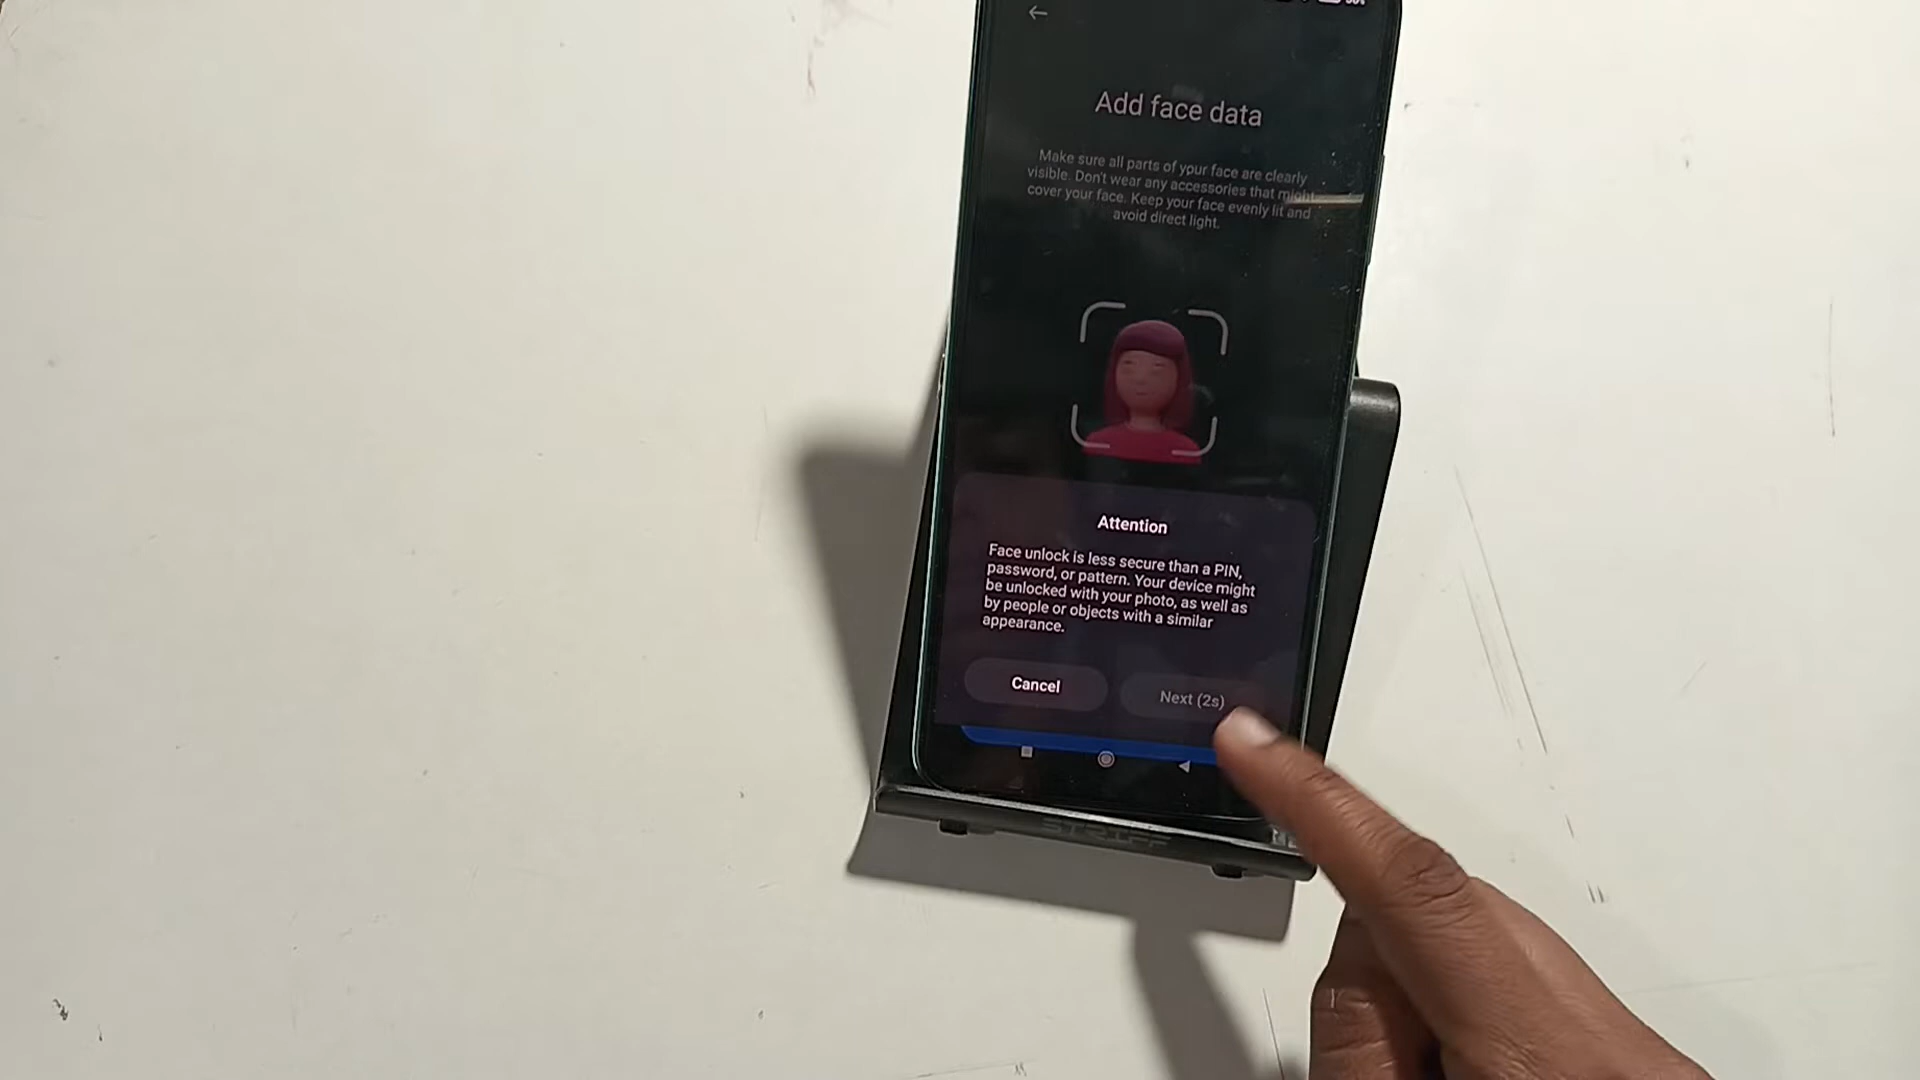 Add face data
Make sure all parts of your face are clearly
visible. Don't wear any accessories that might
cover your face. Keep your face evenly lit and
avoid direct light.
Attention
Face unlock is less secure than a PIN,
password, or pattern. Your device might
be unlocked with your photo, as well as
by people or objects with a similar
appearance.
Cancel
Next (2s)
STRIFF